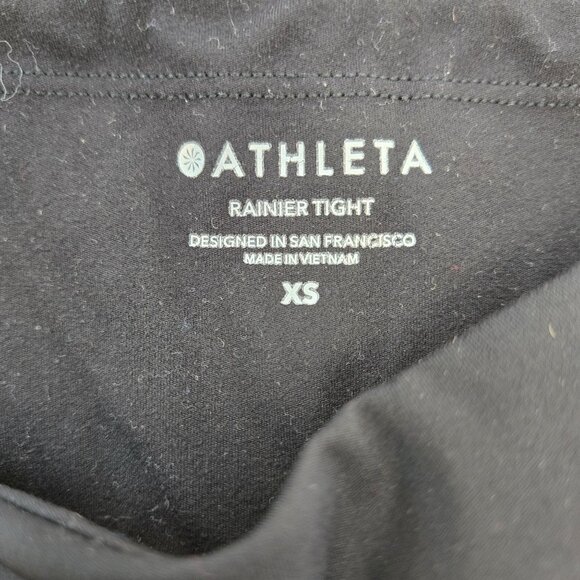 ATHLETA
RAINIER TIGHT
DESIGNED IN SAN FRANCISCO
MADE IN VIETNAM
XS